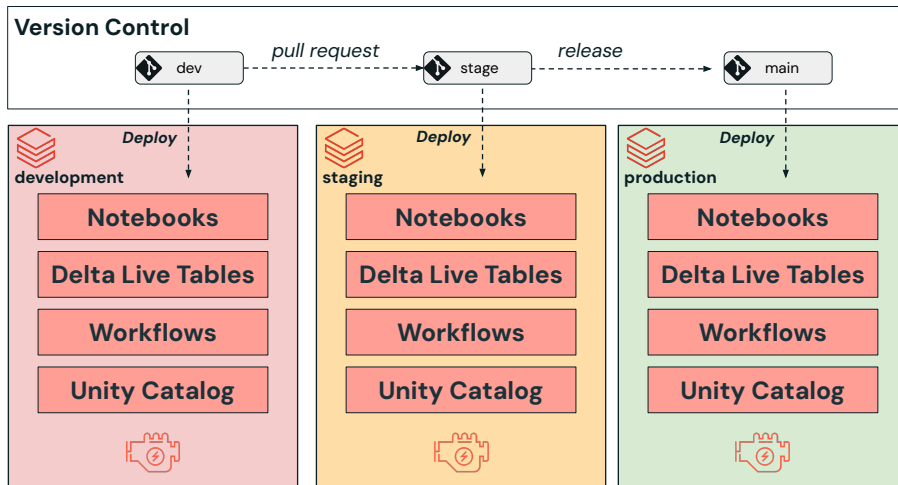 Version Control
dev
pull request
stage
release
main
Deploy
development
Notebooks
Delta Live Tables
Workflows
Unity Catalog
Deploy
staging
Notebooks
Delta Live Tables
Workflows
Unity Catalog
Deploy
production
Notebooks
Delta Live Tables
Workflows
Unity Catalog